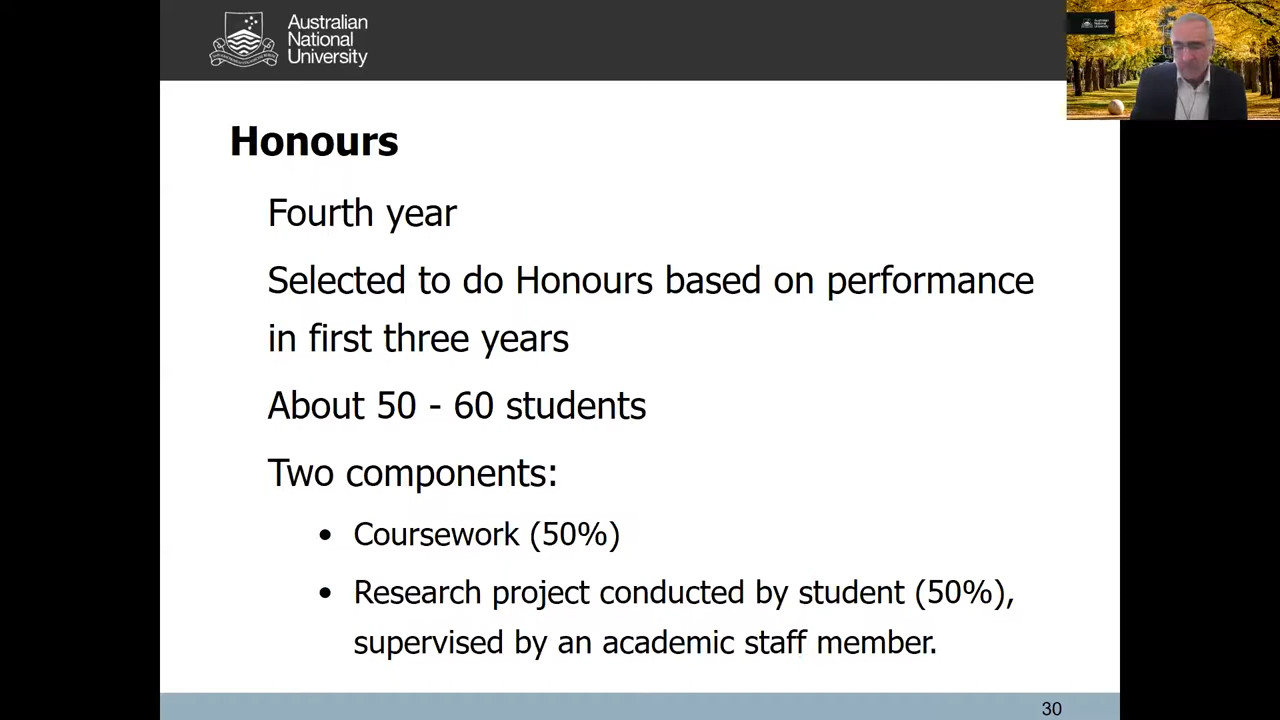 Australian
National
University
Honours
Fourth year
Selected to do Honours based on performance
in first three years
About 50 - 60 students
Two components:
• Coursework (50%)
• Research project conducted by student (50%),
supervised by an academic staff member.
30